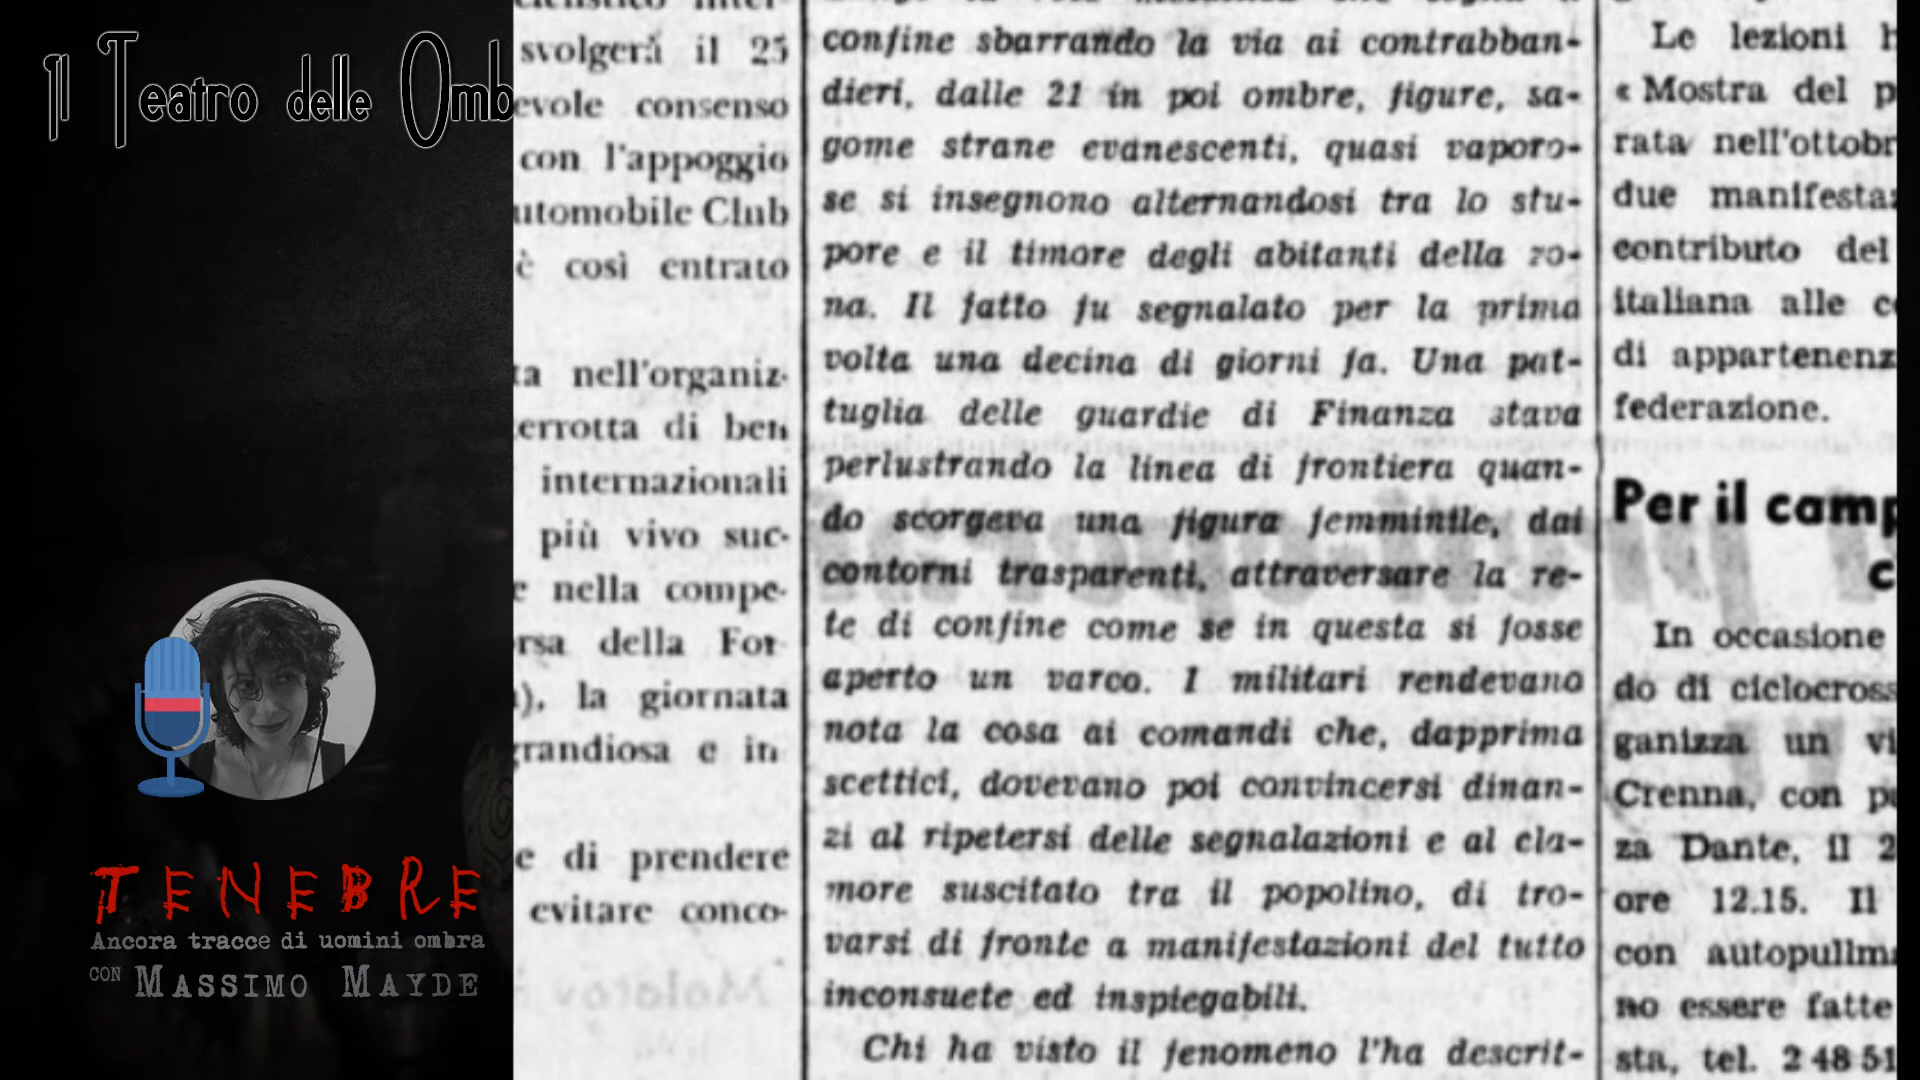 Il Teatro delle Omb
TENEBRE
Ancora tracce di uomini ombra
CON MASSIMO MAYDE
svolgerà il 25
evole consenso
con l'appoggio
utomobile Club
è così entrato
ta nell'organiz-
terrotta di ben
internazionali
più vivo suc-
e nella compe-
rsa della For-
), la giornata
grandiosa e in-
e di prendere
evitare conco-
Molotov
confine sbarrando la via ai contrabban-
dieri, dalle 21 in poi ombre, figure, sa-
gome strane evanescenti, quasi vaporo-
se si insegnono alternandosi tra lo stu-
pore e il timore degli abitanti della zo-
na. Il fatto fu segnalato per la prima
volta una decina di giorni fa. Una pat-
tuglia delle guardie di Finanza stava
perlustrando la linea di frontiera quan-
do scorgeva una figura femminile, dai
contorni trasparenti, attraversare la re-
te di confine come se in questa si fosse
aperto un varco. I militari rendevano
nota la cosa ai comandi che, dapprima
scettici, dovevano poi convincersi dinan-
zi al ripetersi delle segnalazioni e al cla-
more suscitato tra il popolino, di tro-
varsi di fronte a manifestazioni del tutto
inconsuete ed inspiegabili.
Chi ha visto il fenomeno l'ha descrit-
Le lezioni h
« Mostra del p
rata nell'ottobr
due manifestaz
contributo del
italiana alle c
di appartenenz
federazione.
Per il camp
c
In occasione
do di ciclocross
ganizza un vi
Crenna, con pa
za Dante, il 2
ore 12.15. Il
con autopullma
no essere fatte
sta, tel. 2 48 51